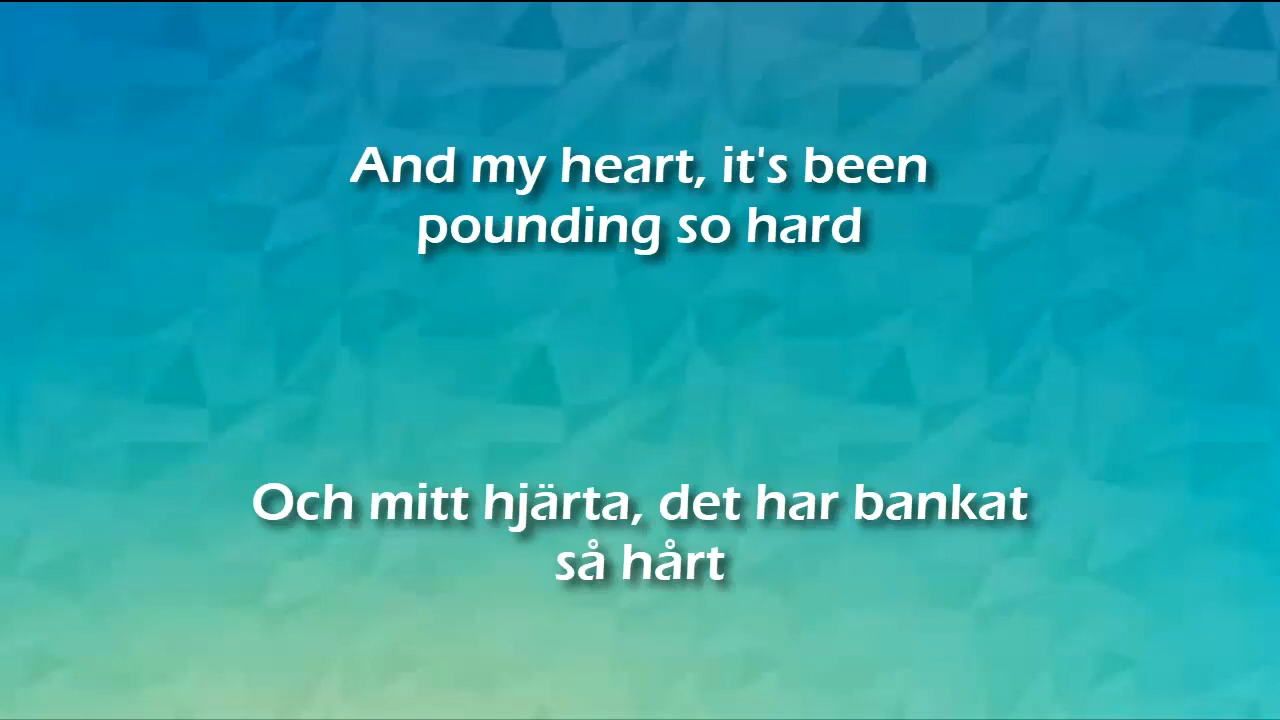 And my heart, it's been
pounding so hard
Och mitt hjärta, det har bankat
så hårt